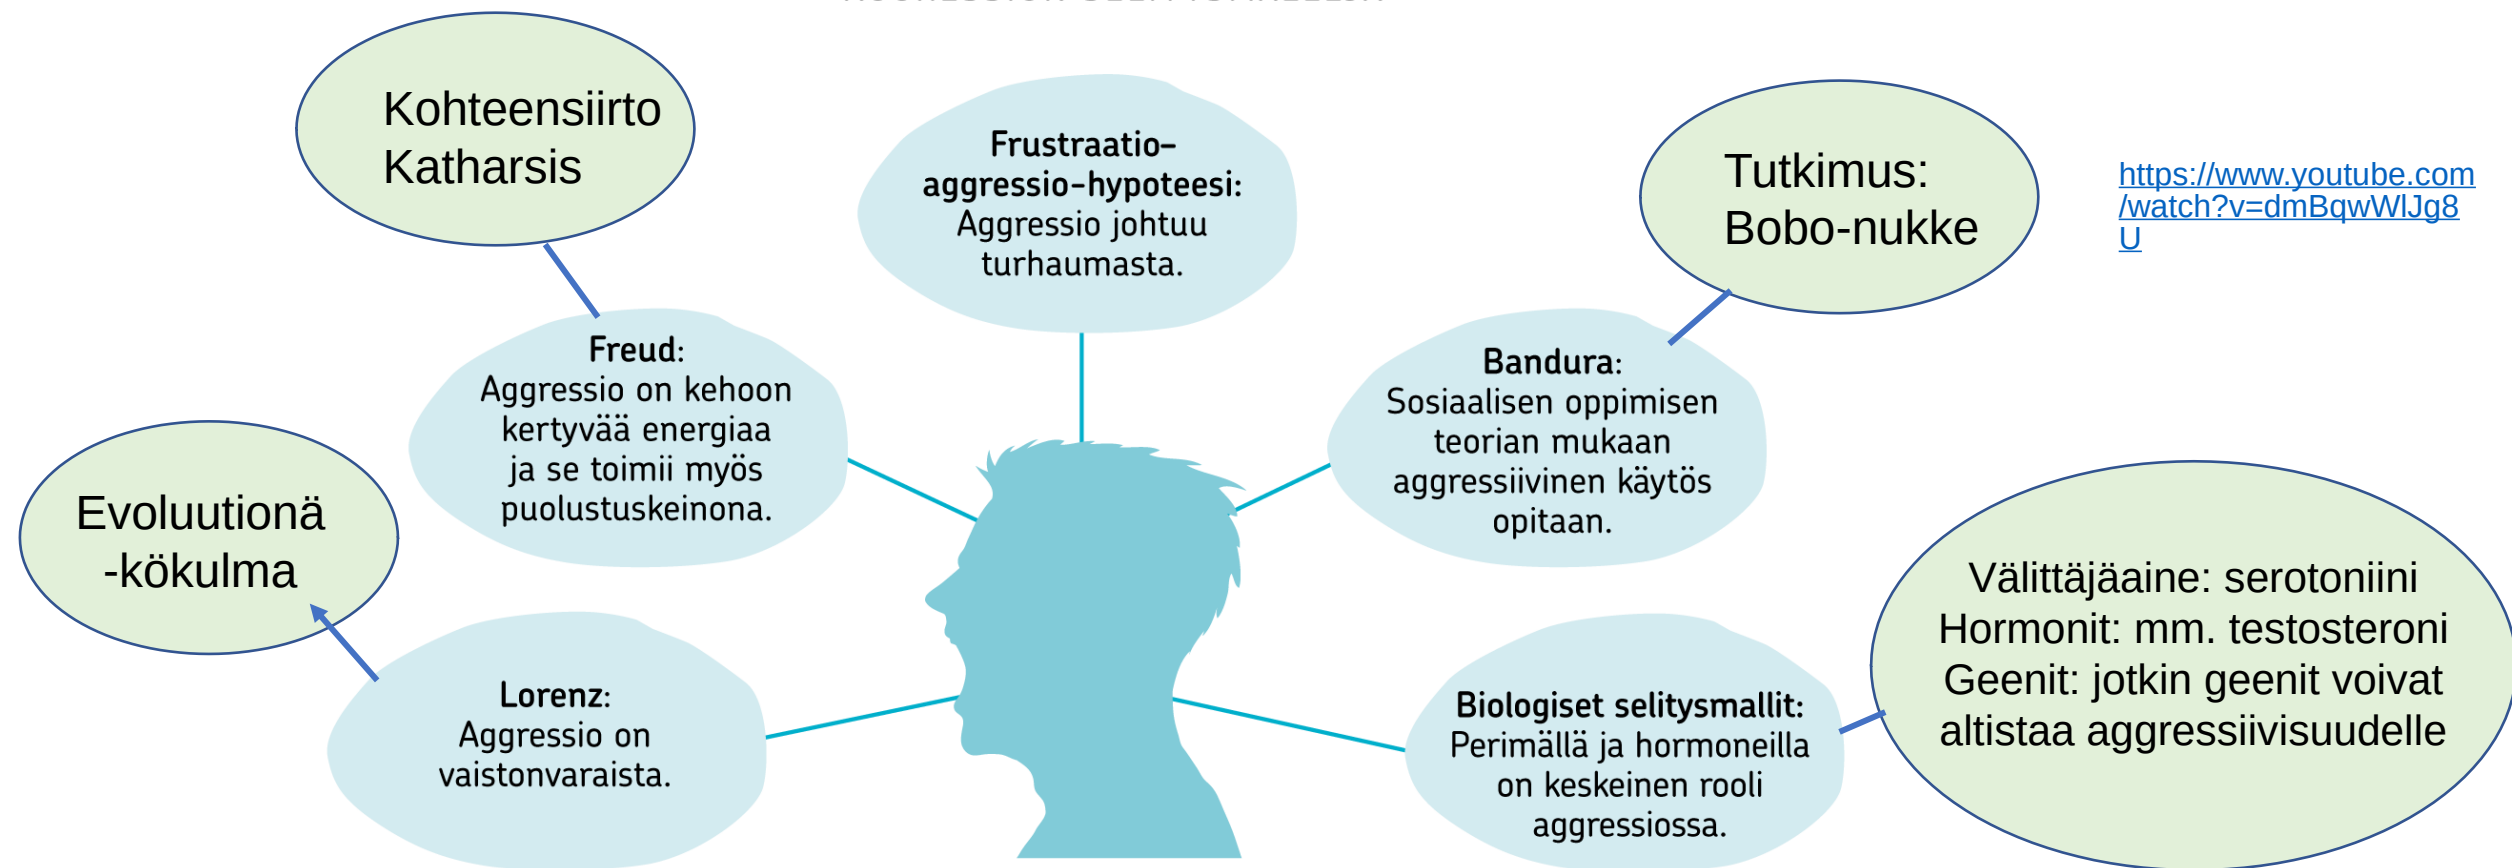 Kohteensiirto
Katharsis
Frustraatio-
aggressio-hypoteesi:
Aggressio johtuu
turhaumasta.
Tutkimus:
Bobo-nukke
https://www.youtube.com
/watch?v=dmBqwWlJg8
U
Freud:
Aggressio on kehoon
kertyvää energiaa
ja se toimii myös
puolustuskeinona.
Bandura:
Sosiaalisen oppimisen
teorian mukaan
aggressiivinen käytös
opitaan.
Evoluutionä
-kökulma
Lorenz:
Aggressio on
vaistonvaraista.
Biologiset selitysmallit:
Perimällä ja hormoneilla
on keskeinen rooli
aggressiossa.
Välittäjäaine: serotoniini
Hormonit: mm. testosteroni
Geenit: jotkin geenit voivat
altistaa aggressiivisuudelle